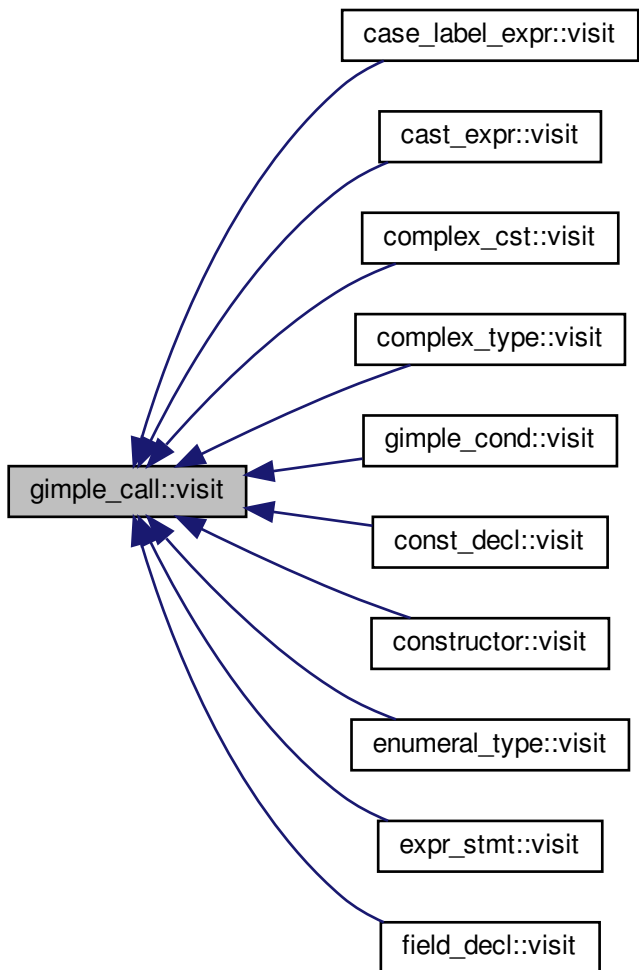 case_label_expr::visit
cast_expr::visit
complex_cst::visit
complex_type::visit
gimple_cond::visit
gimple_call::visit
const_decl::visit
constructor::visit
enumeral_type::visit
expr_stmt::visit
field_decl::visit